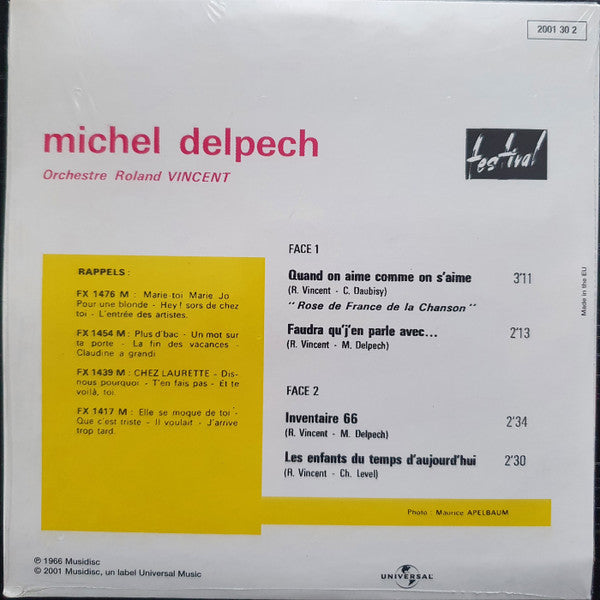 2001 30 2
michel delpech
Orchestre Roland VINCENT
festival
RAPPELS :
FX 1476 M : Marie-toi Marie Jo
Pour une blonde - Hey ! sors de chez
toi - L'entrée des artistes.
FX 1454 M : Plus d'bac - Un mot sur
ta porte - La fin des vacances -
Claudine a grandi
FX 1439 M : CHEZ LAURETTE - Dis-
nous pourquoi - T'en fais pas - Et te
voilà, toi.
FX 1417 M : Elle se moque de toi -
Que c'est triste - Il voulait - J'arrive
trop tard.
FACE 1
Quand on aime comme on s'aime 3'11
(R. Vincent - C. Daubisy)
"Rose de France de la Chanson"
Faudra qu'j'en parle avec... 2'13
(R. Vincent - M. Delpech)
FACE 2
Inventaire 66 2'34
(R. Vincent - M. Delpech)
Les enfants du temps d'aujourd'hui 2'30
(R. Vincent - Ch. Level)
Made in the EU
Photo : Maurice APELBAUM
℗ 1966 Musidisc
© 2001 Musidisc, un label Universal Music
UNIVERSAL